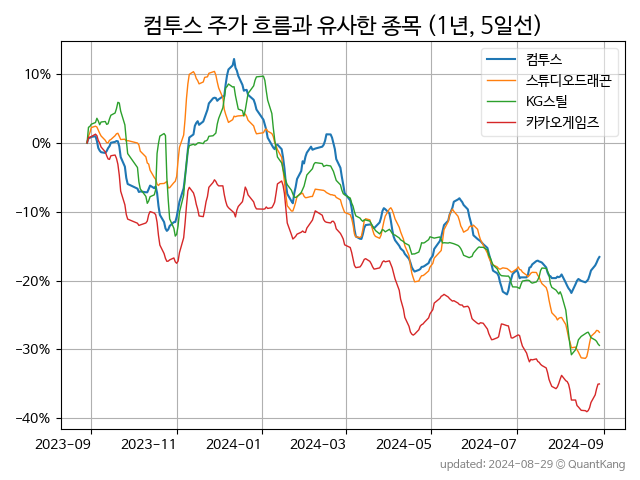 컴투스 주가 흐름과 유사한 종목 (1년, 5일선)
컴투스
스튜디오드래곤
KG스틸
카카오게임즈
10%
0%
−10%
−20%
−30%
−40%
2023-09
2023-11
2024-01
2024-03
2024-05
2024-07
2024-09
updated: 2024-08-29 © QuantKang